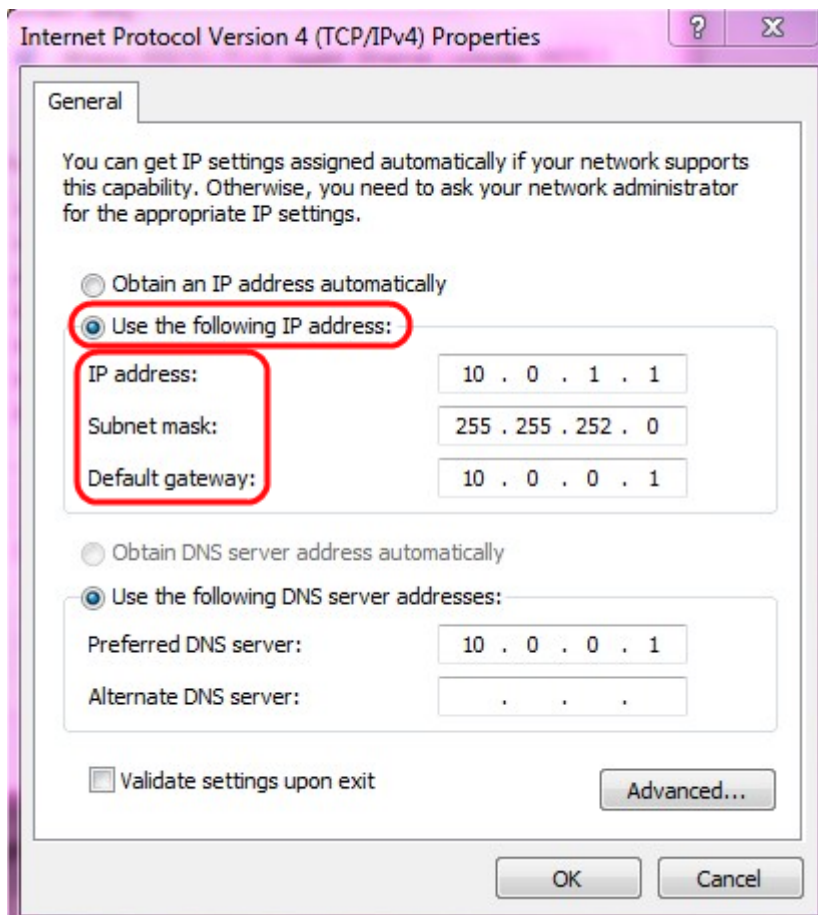 Internet Protocol Version 4 (TCP/IPv4) Properties
?
General
You can get IP settings assigned automatically if your network supports
this capability. Otherwise, you need to ask your network administrator
for the appropriate IP settings.
Obtain an IP address automatically
Use the following IP address:
IP address: 10 . 0 . 1 . 1
Subnet mask: 255 . 255 . 252 . 0
Default gateway: 10 . 0 . 0 . 1
Obtain DNS server address automatically
Use the following DNS server addresses:
Preferred DNS server: 10 . 0 . 0 . 1
Alternate DNS server: . . .
Validate settings upon exit
Advanced...
OK Cancel